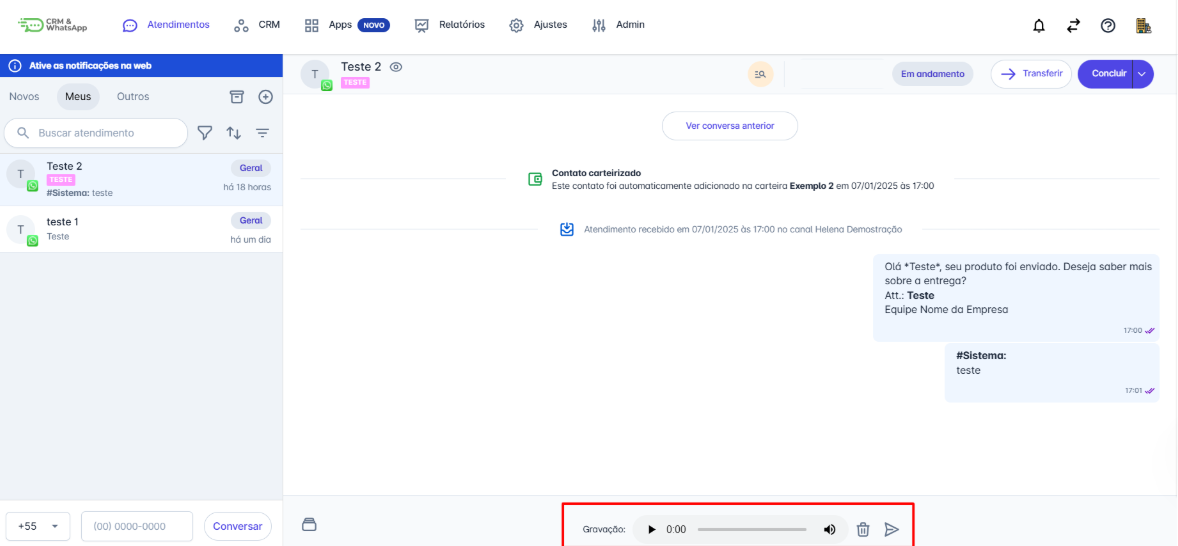 CRM &
WhatsApp
Atendimentos
CRM
Apps NOVO
Relatórios
Ajustes
Admin
Ative as notificações na web
Novos
Meus
Outros
Buscar atendimento
T
Teste 2
Geral
TESTE
#Sistema: teste
há 18 horas
T
teste 1
Geral
Teste
há um dia
+55
(00) 0000-0000
Conversar
T
Teste 2
TESTE
Em andamento
Transferir
Concluir
Ver conversa anterior
Contato carteirizado
Este contato foi automaticamente adicionado na carteira Exemplo 2 em 07/01/2025 às 17:00
Atendimento recebido em 07/01/2025 às 17:00 no canal Helena Demostração
Olá *Teste*, seu produto foi enviado. Deseja saber mais
sobre a entrega?
Att.: Teste
Equipe Nome da Empresa
17:00
#Sistema:
teste
17:01
Gravação:
0:00